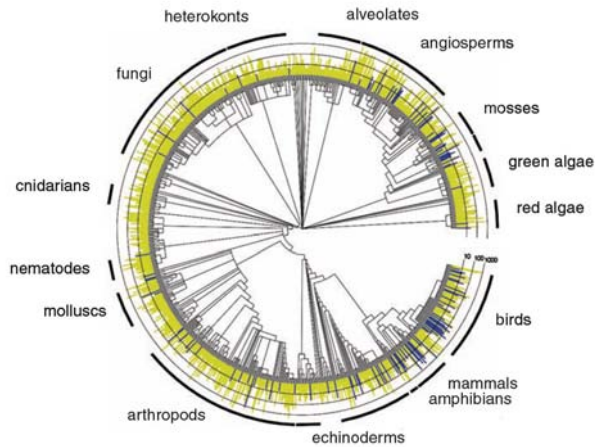 heterokonts
alveolates
angiosperms
fungi
mosses
green algae
cnidarians
red algae
10 100 1000
nematodes
molluscs
birds
mammals
amphibians
arthropods
echinoderms